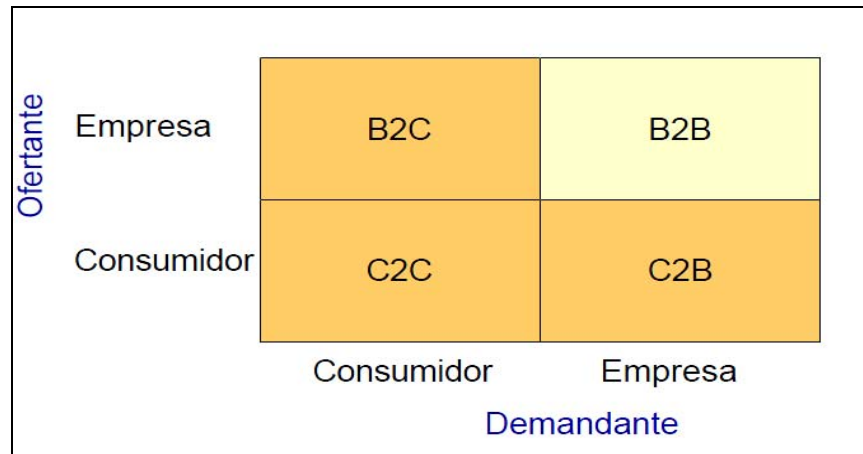 Ofertante
Empresa
B2C
B2B
Consumidor
C2C
C2B
Consumidor
Empresa
Demandante